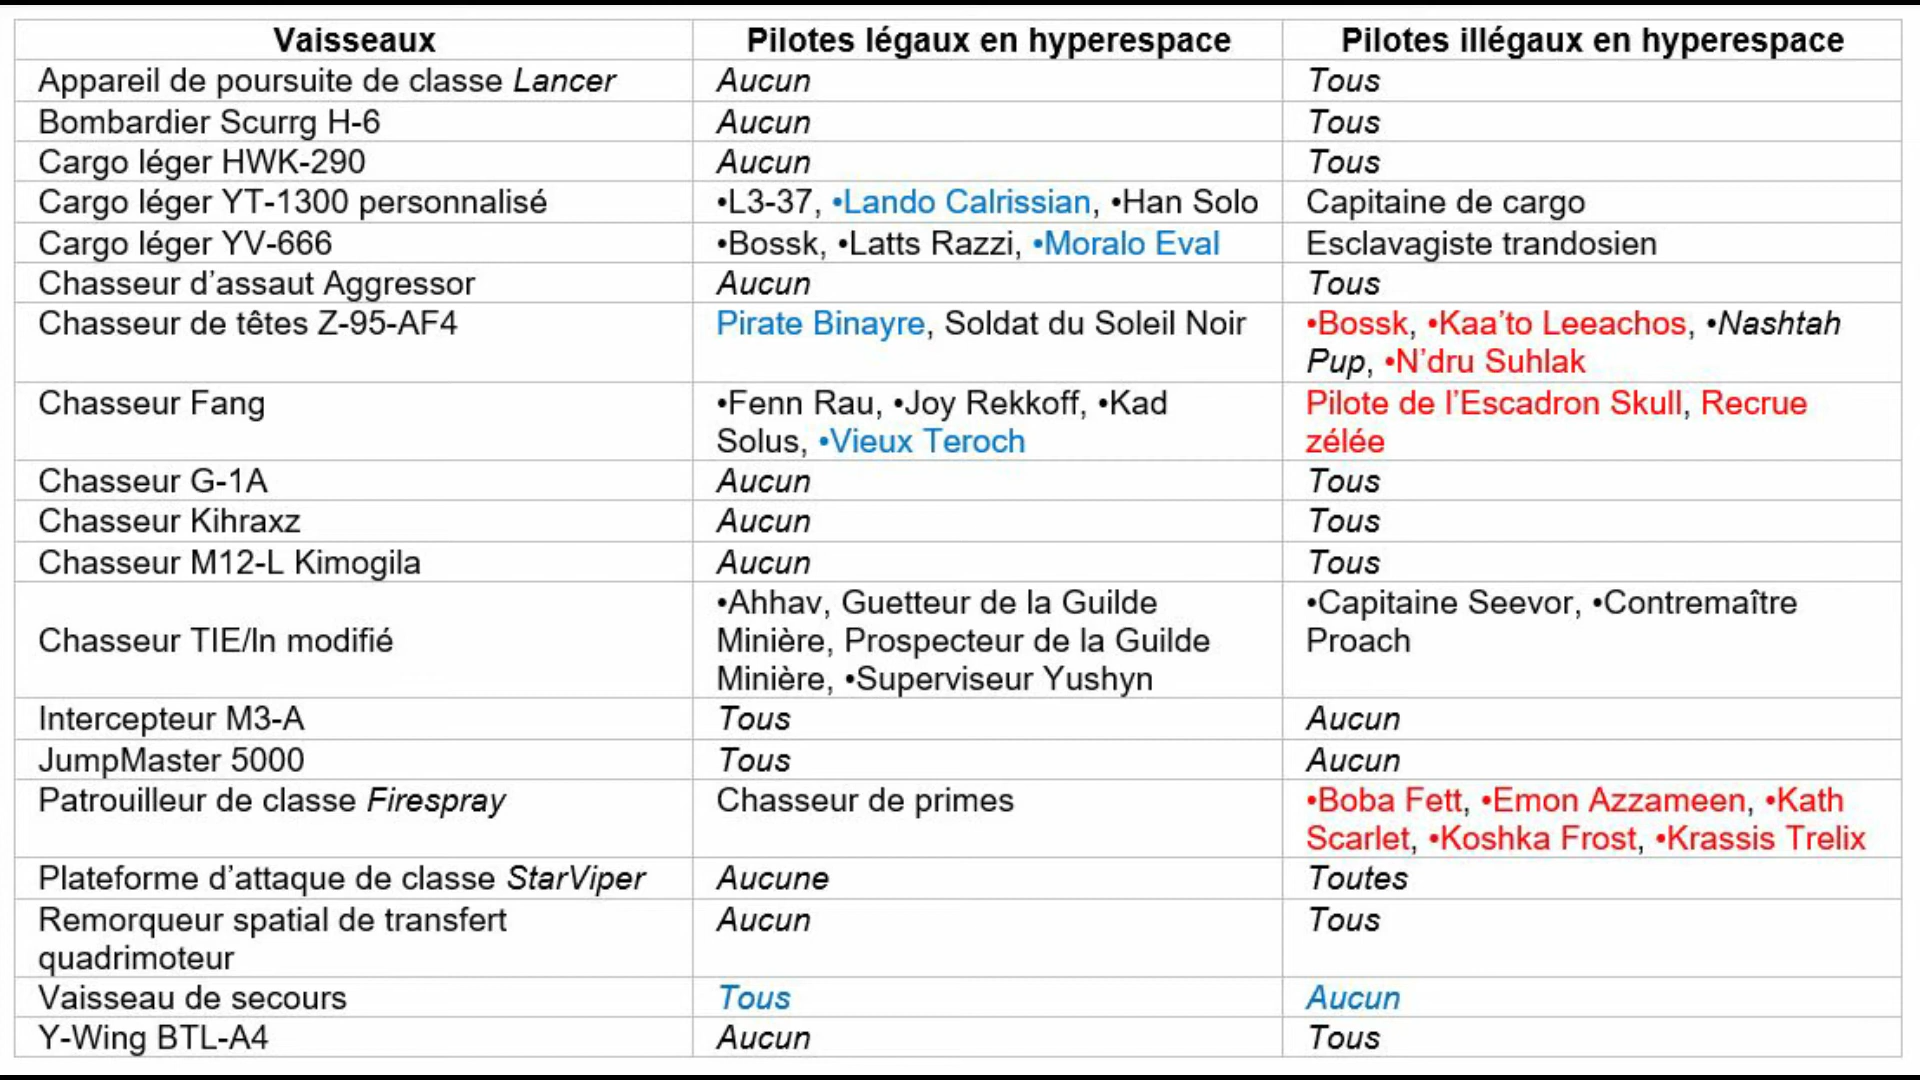 Vaisseaux Pilotes légaux en hyperespace Pilotes illégaux en hyperespace
Appareil de poursuite de classe Lancer Aucun Tous
Bombardier Scurrg H-6 Aucun Tous
Cargo léger HWK-290 Aucun Tous
Cargo léger YT-1300 personnalisé •L3-37, •Lando Calrissian, •Han Solo Capitaine de cargo
Cargo léger YV-666 •Bossk, •Latts Razzi, •Moralo Eval Esclavagiste trandosien
Chasseur d’assaut Aggressor Aucun Tous
Chasseur de têtes Z-95-AF4 Pirate Binayre, Soldat du Soleil Noir •Bossk, •Kaa’to Leeachos, •Nashtah
Pup, •N’dru Suhlak
Chasseur Fang •Fenn Rau, •Joy Rekkoff, •Kad Pilote de l’Escadron Skull, Recrue
Solus, •Vieux Teroch zélée
Chasseur G-1A Aucun Tous
Chasseur Kihraxz Aucun Tous
Chasseur M12-L Kimogila Aucun Tous
•Ahhav, Guetteur de la Guilde •Capitaine Seevor, •Contremaître
Chasseur TIE/ln modifié Minière, Prospecteur de la Guilde Proach
Minière, •Superviseur Yushyn
Intercepteur M3-A Tous Aucun
JumpMaster 5000 Tous Aucun
Patrouilleur de classe Firespray Chasseur de primes •Boba Fett, •Emon Azzameen, •Kath
Scarlet, •Koshka Frost, •Krassis Trelix
Plateforme d’attaque de classe StarViper Aucune Toutes
Remorqueur spatial de transfert Aucun Tous
quadrimoteur
Vaisseau de secours Tous Aucun
Y-Wing BTL-A4 Aucun Tous